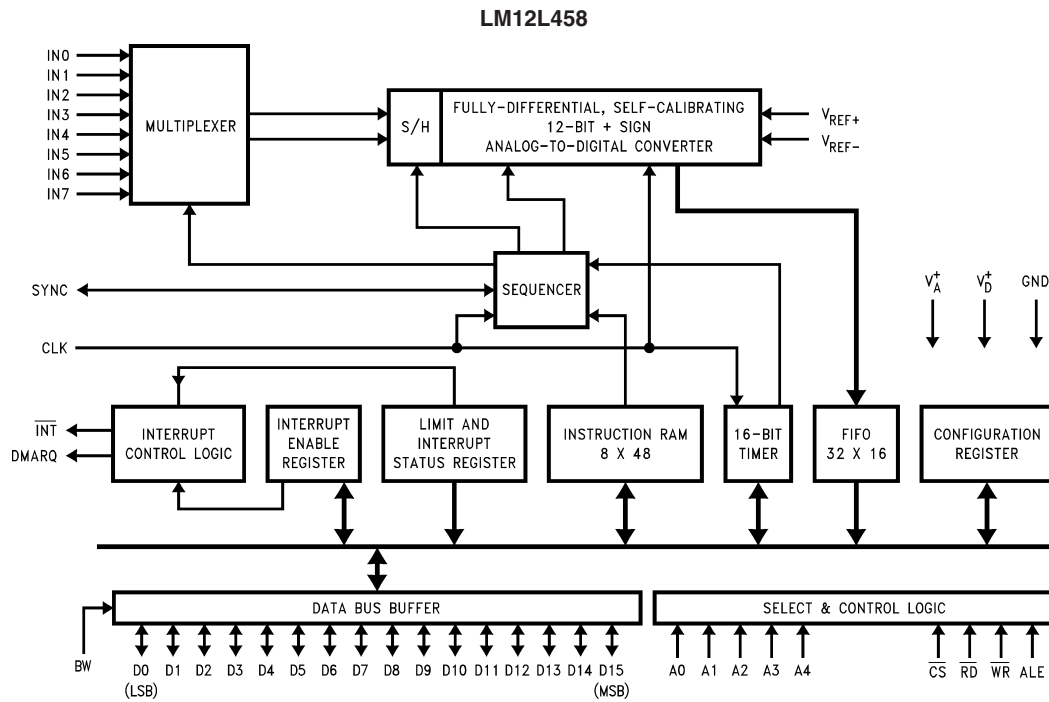 LM12L458
IN0
IN1
IN2
IN3
IN4
IN5
IN6
IN7
MULTIPLEXER
S/H
FULLY-DIFFERENTIAL, SELF-CALIBRATING
12-BIT + SIGN
ANALOG-TO-DIGITAL CONVERTER
VREF+
VREF−
SEQUENCER
SYNC
CLK
VA+
VD+
GND
INT
DMARQ
INTERRUPT
CONTROL LOGIC
INTERRUPT
ENABLE
REGISTER
LIMIT AND
INTERRUPT
STATUS REGISTER
INSTRUCTION RAM
8 X 48
16-BIT
TIMER
FIFO
32 X 16
CONFIGURATION
REGISTER
DATA BUS BUFFER
SELECT & CONTROL LOGIC
BW
D0 D1 D2 D3 D4 D5 D6 D7 D8 D9 D10 D11 D12 D13 D14 D15
(LSB) (MSB)
A0 A1 A2 A3 A4
CS RD WR ALE